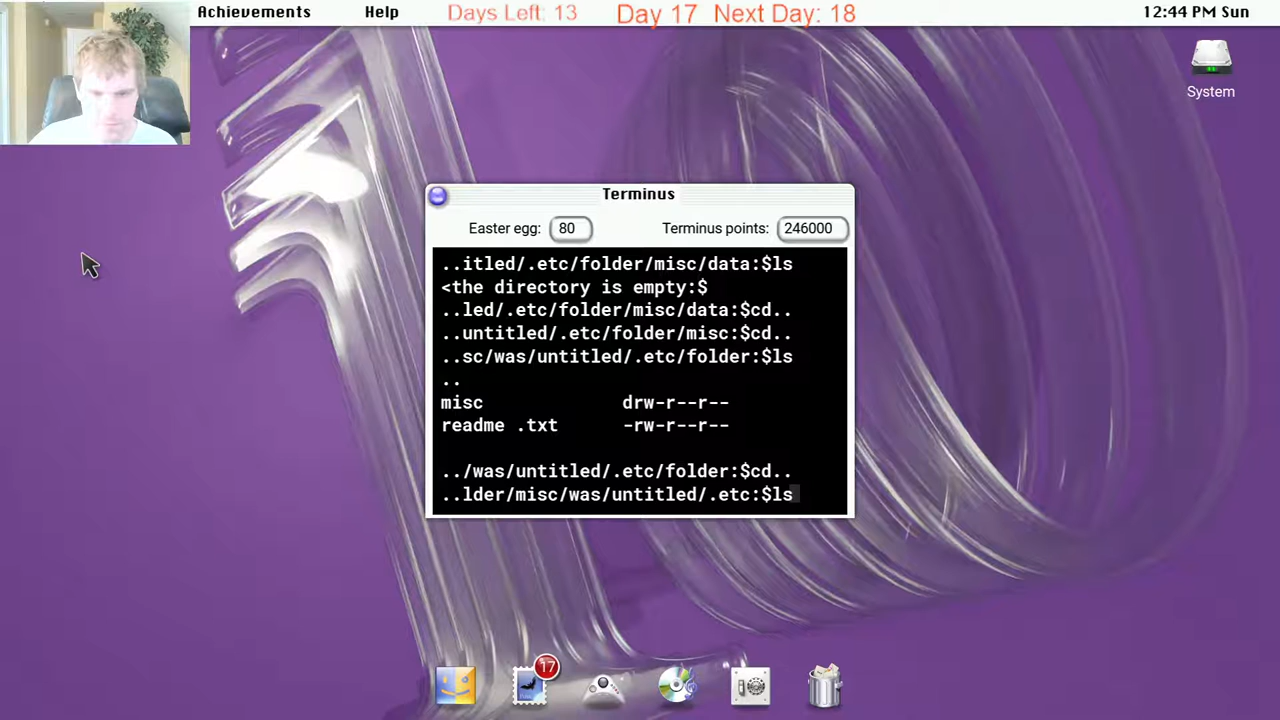 Achievements Help Days Left: 13 Day 17 Next Day: 18 12:44 PM Sun
System
Terminus
Easter egg: 80 Terminus points: 246000
..itled/.etc/folder/misc/data:$ls
<the directory is empty:$
..led/.etc/folder/misc/data:$cd..
..untitled/.etc/folder/misc:$cd..
..sc/was/untitled/.etc/folder:$ls
..
misc drw-r--r--
readme .txt -rw-r--r--
../was/untitled/.etc/folder:$cd..
..lder/misc/was/untitled/.etc:$ls
17